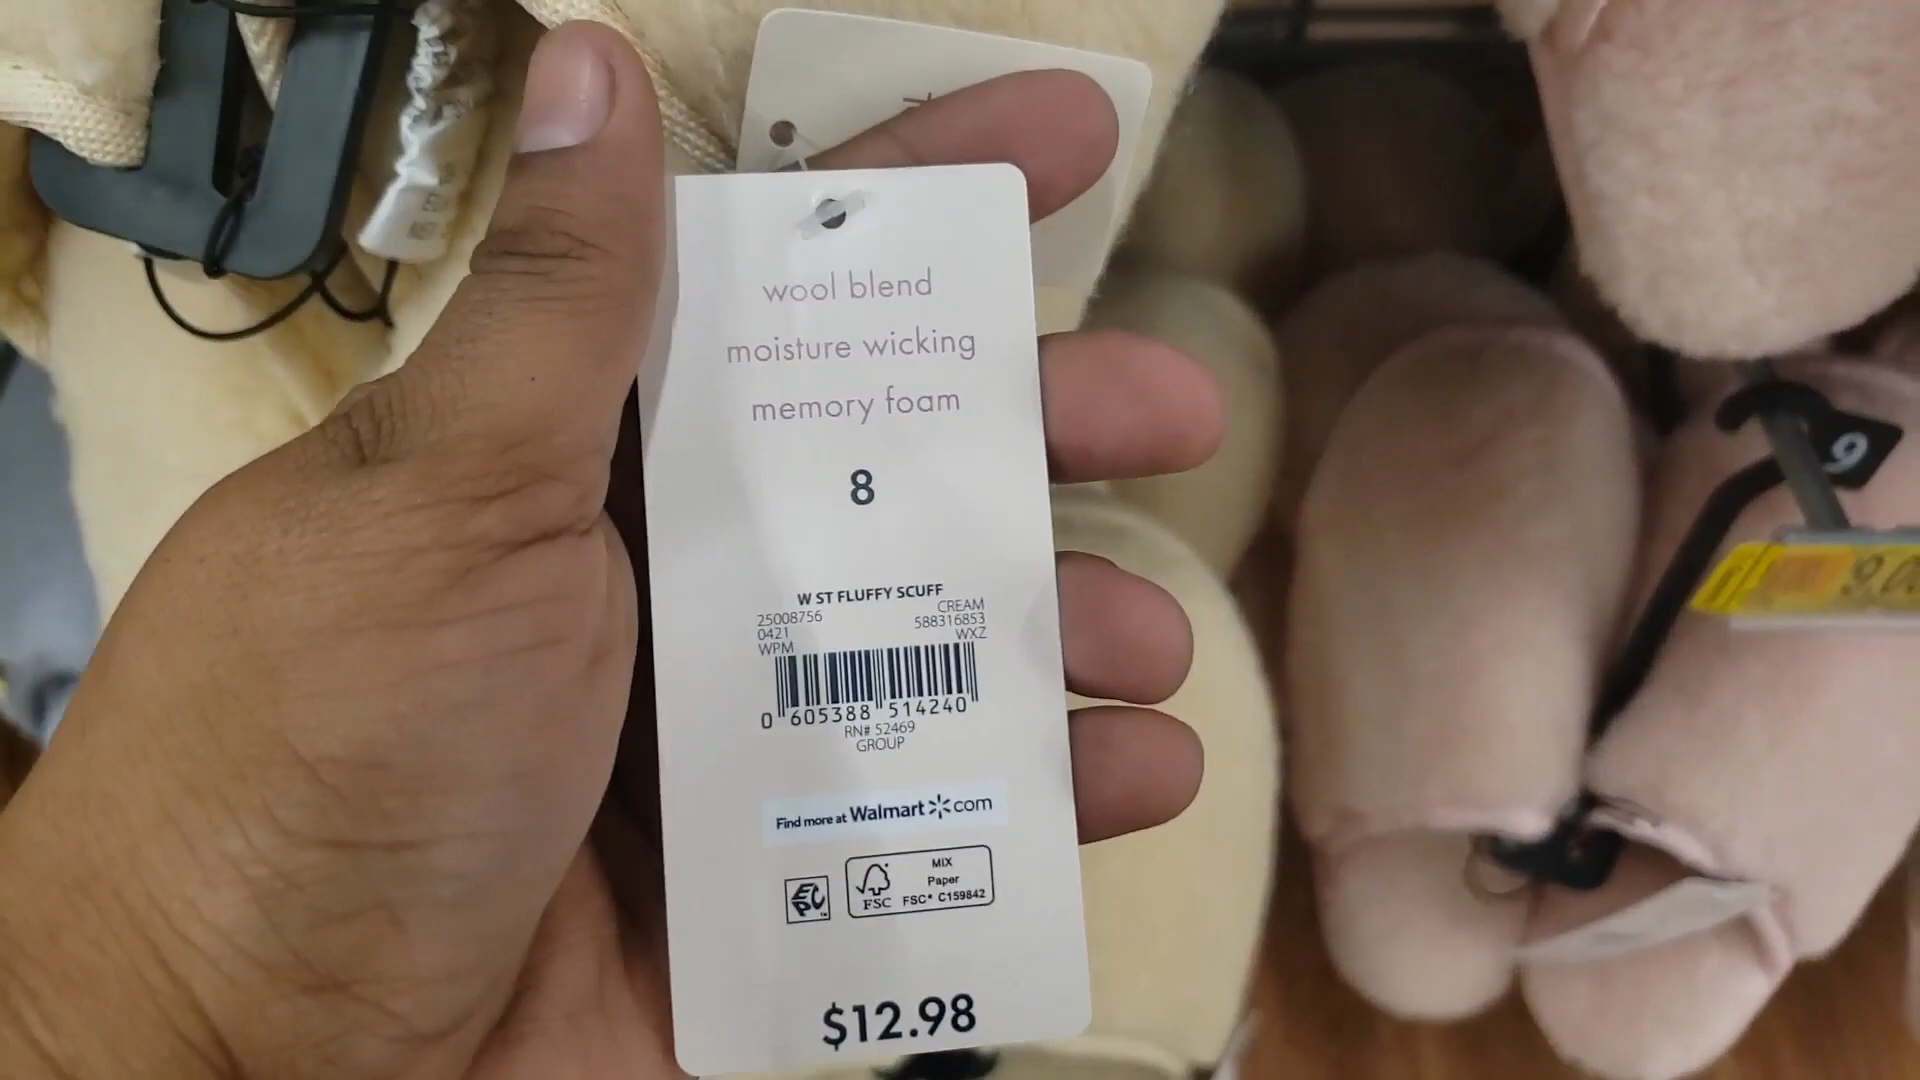 wool blend
moisture wicking
memory foam
8
W ST FLUFFY SCUFF
25008756 CREAM
0421 588316853
WPM WXZ
0 605388 514240
RN# 52469
GROUP
Find more at Walmart com
EPC
MIX
Paper
FSC FSC® C159842
$12.98
9